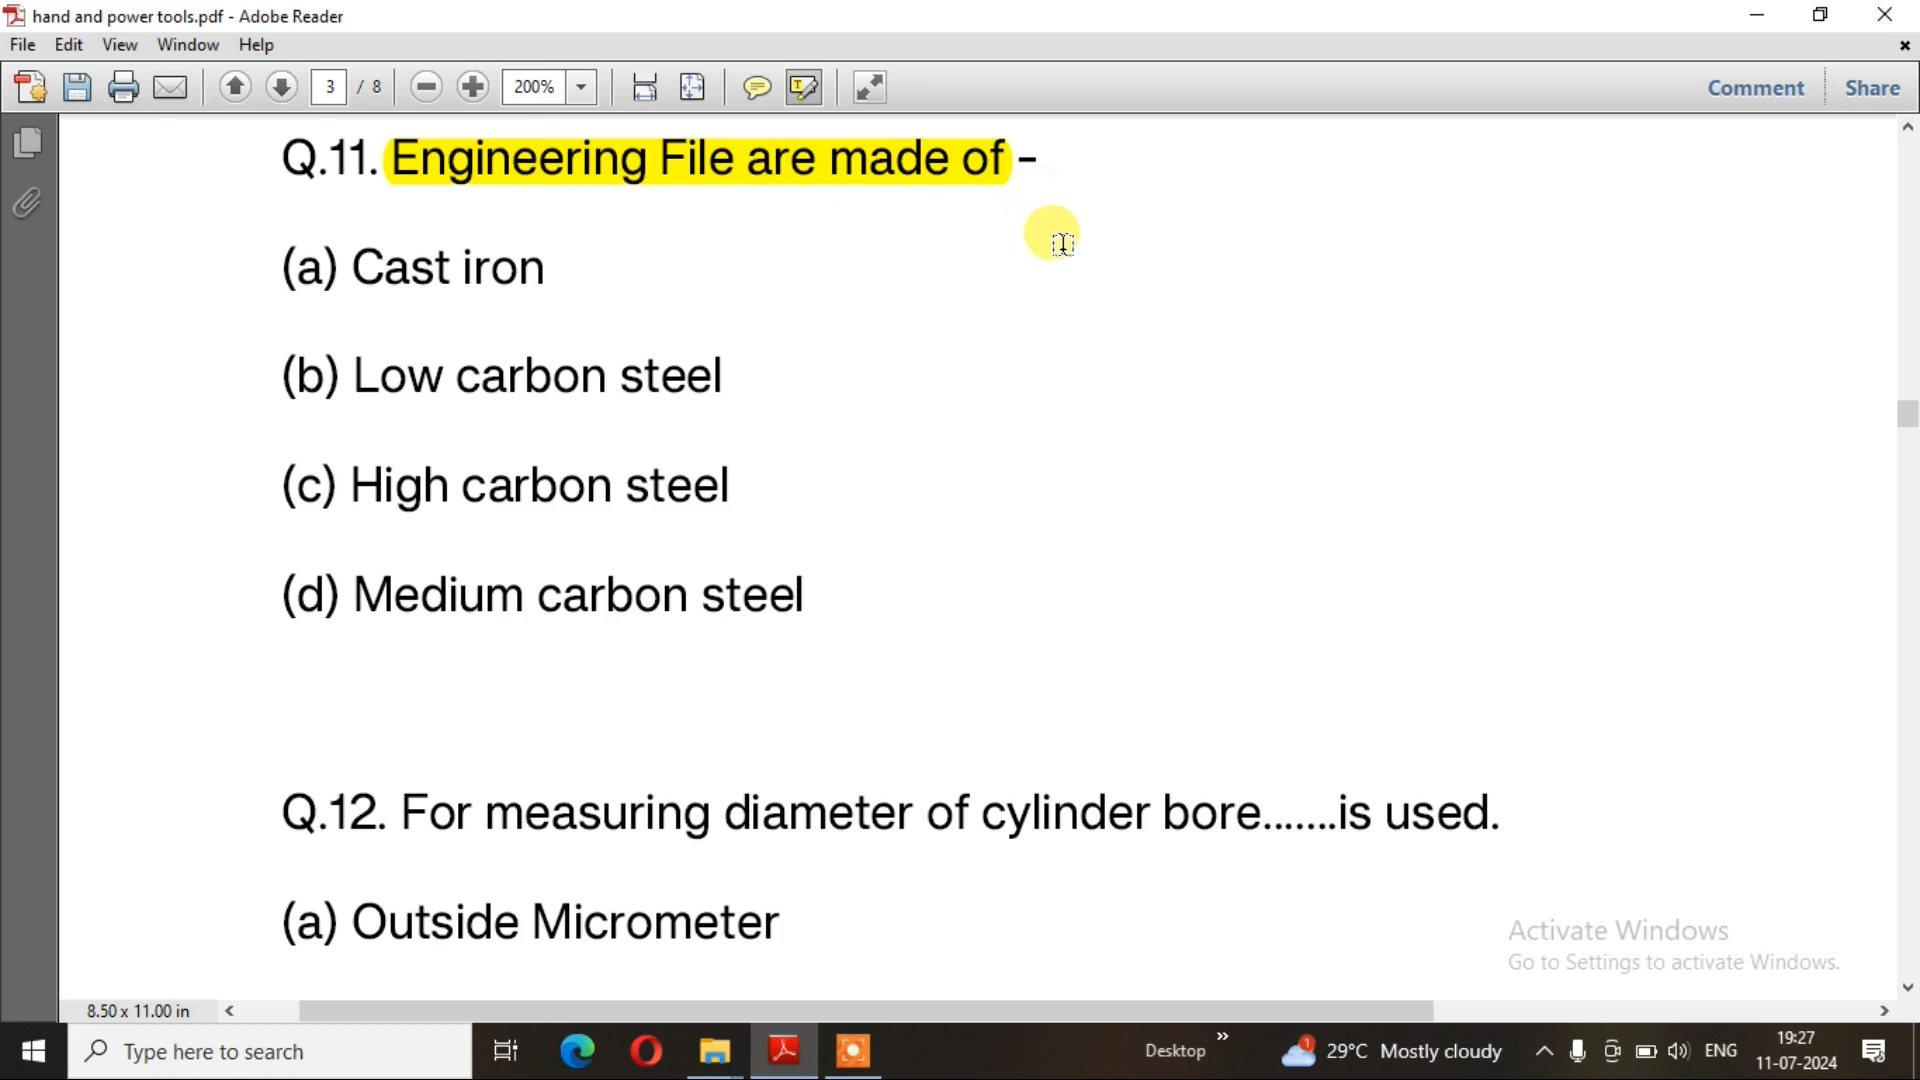 hand and power tools.pdf - Adobe Reader
File Edit View Window Help
3 / 8 200% Comment Share
Q.11. Engineering File are made of -
(a) Cast iron
(b) Low carbon steel
(c) High carbon steel
(d) Medium carbon steel
Q.12. For measuring diameter of cylinder bore.......is used.
(a) Outside Micrometer
Activate Windows
Go to Settings to activate Windows.
8.50 x 11.00 in
Type here to search Desktop 1 29°C Mostly cloudy ENG 19:27
11-07-2024